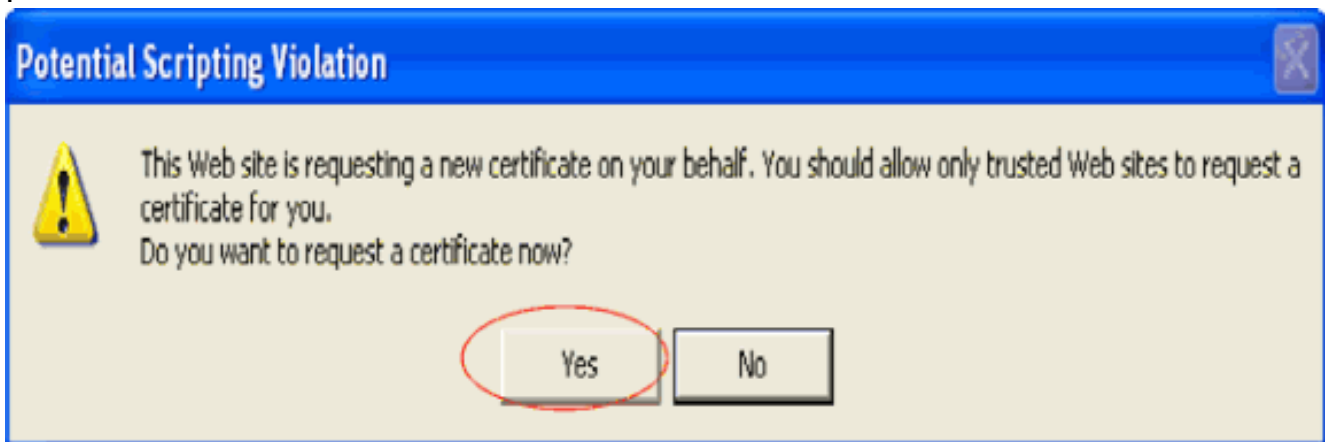 Potential Scripting Violation
This Web site is requesting a new certificate on your behalf. You should allow only trusted Web sites to request a
certificate for you.
Do you want to request a certificate now?
Yes No